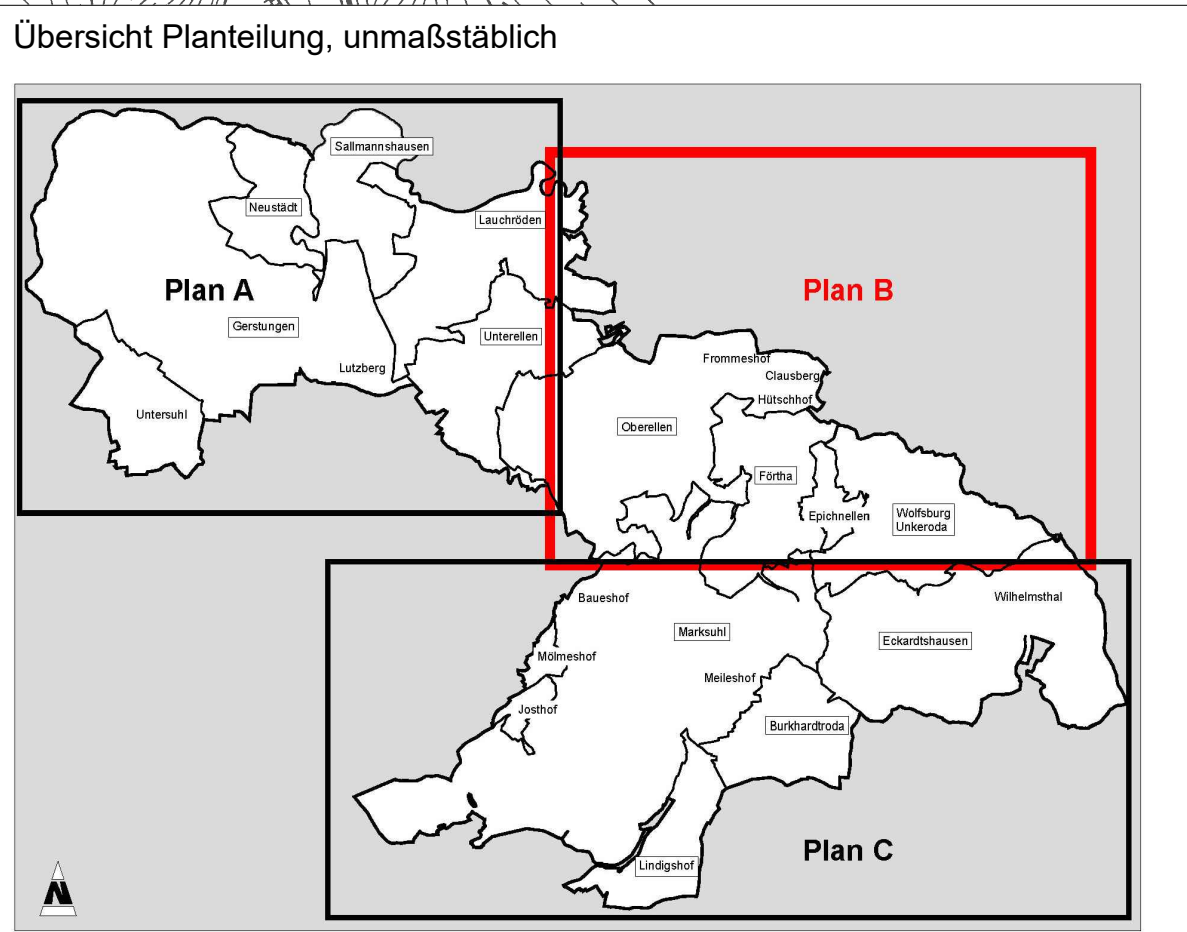 Übersicht Planteilung, unmaßstäblich
Sallmannshausen
Neustädt
Lauchröden
Plan A
Plan B
Gerstungen
Unterellen
Lutzberg
Frommeshof
Clausberg
Hütschhof
Untersuhl
Oberellen
Förtha
Epichnellen
Wolfsburg
Unkeroda
Baueshof
Wilhelmsthal
Marksuhl
Eckardtshausen
Mölmeshof
Meileshof
Josthof
Burkhardtroda
Plan C
Lindigshof
N